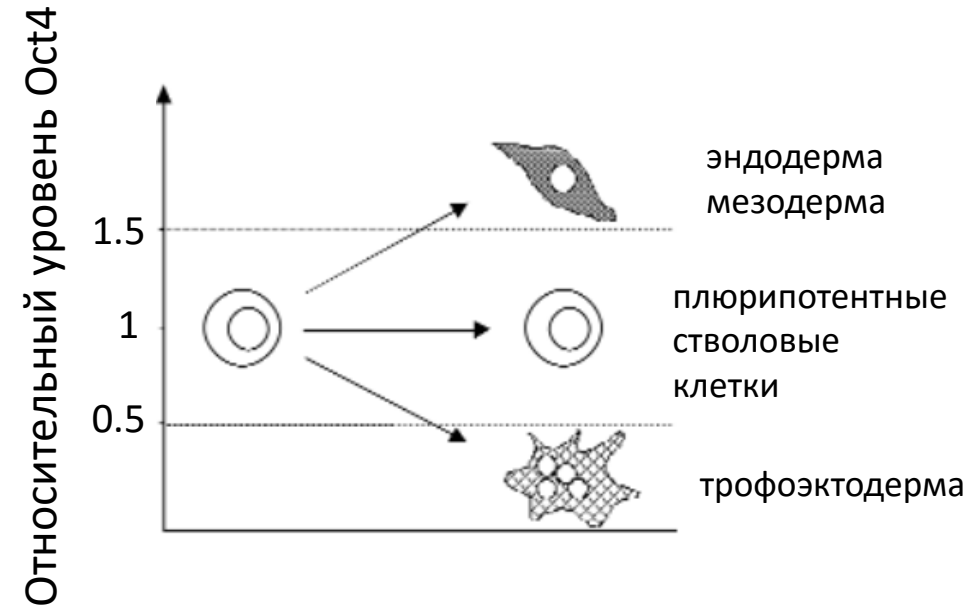 Относительный уровень Oct4
1.5
1
0.5
эндодерма
мезодерма
плюрипотентные
стволовые
клетки
трофоэктодерма